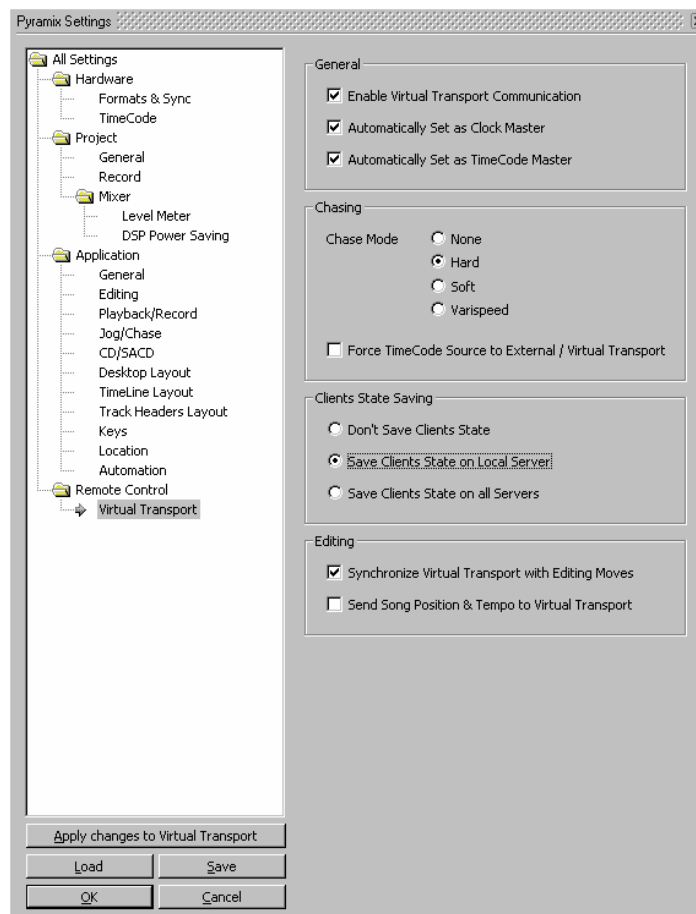 Pyramix Settings
All Settings
Hardware
Formats & Sync
TimeCode
Project
General
Record
Mixer
Level Meter
DSP Power Saving
Application
General
Editing
Playback/Record
Jog/Chase
CD/SACD
Desktop Layout
TimeLine Layout
Track Headers Layout
Keys
Location
Automation
Remote Control
Virtual Transport
Apply changes to Virtual Transport
Load Save
OK Cancel
General
Enable Virtual Transport Communication
Automatically Set as Clock Master
Automatically Set as TimeCode Master
Chasing
Chase Mode None
Hard
Soft
Varispeed
Force TimeCode Source to External / Virtual Transport
Clients State Saving
Don't Save Clients State
Save Clients State on Local Server
Save Clients State on all Servers
Editing
Synchronize Virtual Transport with Editing Moves
Send Song Position & Tempo to Virtual Transport